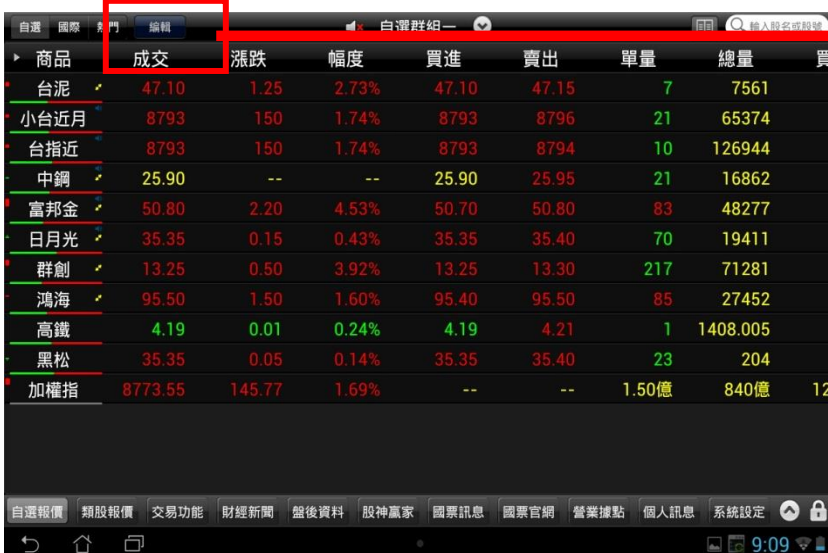 自選 國際 熱門 編輯 自選群組一 輸入股名或股號
商品 成交 漲跌 幅度 買進 賣出 單量 總量
台泥 47.10 1.25 2.73% 47.10 47.15 7 7561
小台近月 8793 150 1.74% 8793 8796 21 65374
台指近 8793 150 1.74% 8793 8794 10 126944
中鋼 25.90 -- -- 25.90 25.95 21 16862
富邦金 50.80 2.20 4.53% 50.70 50.80 83 48277
日月光 35.35 0.15 0.43% 35.35 35.40 70 19411
群創 13.25 0.50 3.92% 13.25 13.30 217 71281
鴻海 95.50 1.50 1.60% 95.40 95.50 85 27452
高鐵 4.19 0.01 0.24% 4.19 4.21 1 1408.005
黑松 35.35 0.05 0.14% 35.35 35.40 23 204
加權指 8773.55 145.77 1.69% -- -- 1.50億 840億 12
自選報價 類股報價 交易功能 財經新聞 盤後資料 股神贏家 國票訊息 國票官網 營業據點 個人訊息 系統設定
9:09